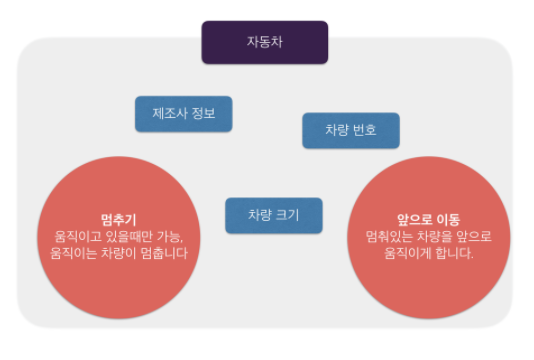 자동차
제조사 정보
차량 번호
차량 크기
멈추기
움직이고 있을때만 가능,
움직이는 차량이 멈춥니다
앞으로 이동
멈춰있는 차량을 앞으로
움직이게 합니다.